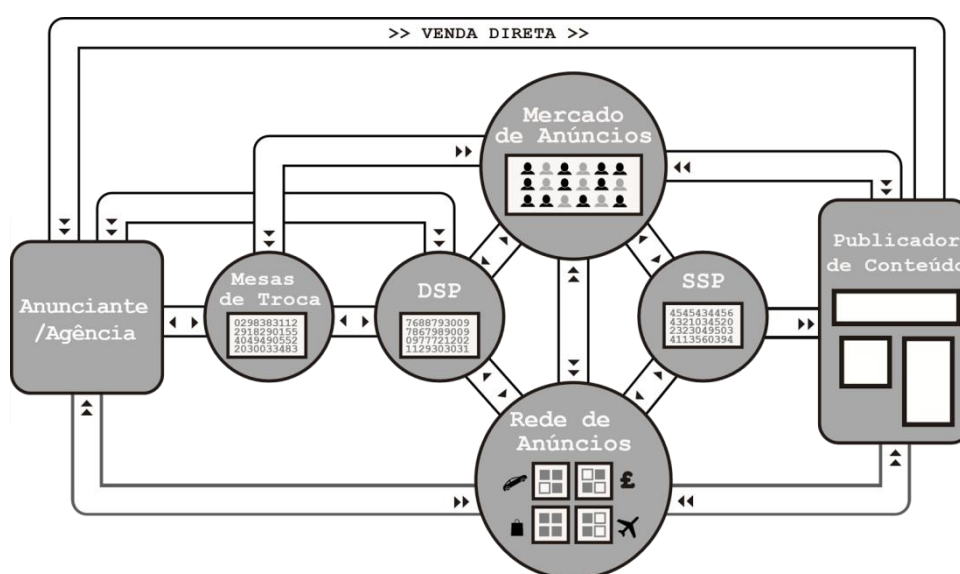 >> VENDA DIRETA >>
Mercado
de Anúncios
Anunciante
/Agência
Mesas
de Troca
0298383112
2918290155
4049490552
2030033483
DSP
7688793009
7867989009
0977721202
1129303031
SSP
4545434456
4321034520
2323049503
4113560394
Publicador
de Conteúdo
Rede de
Anúncios
£